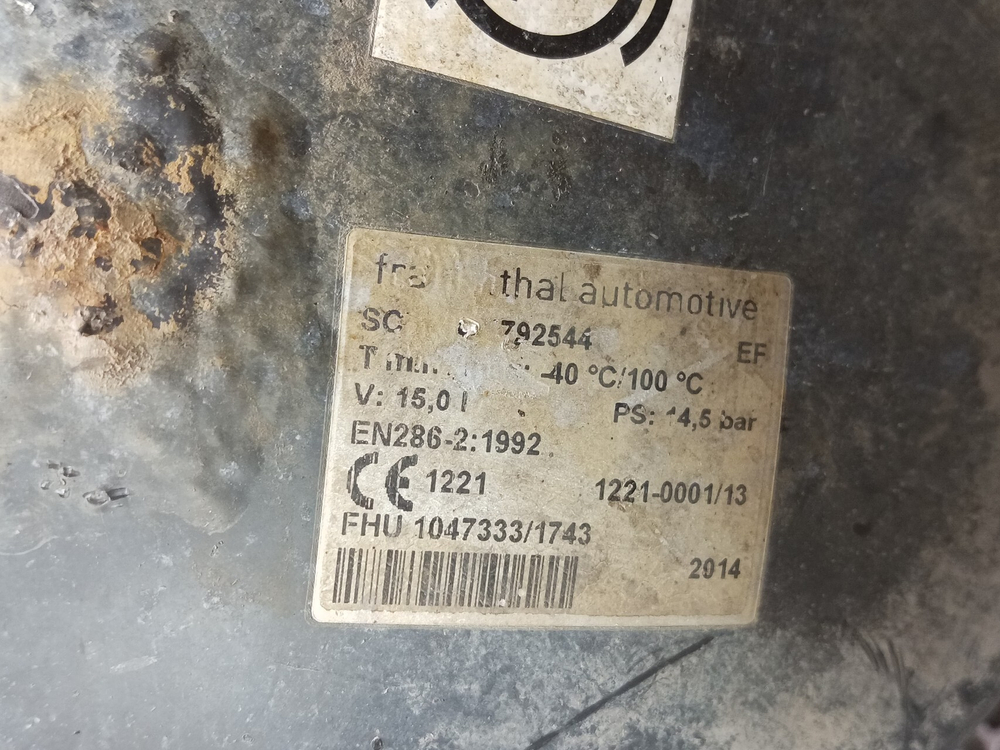 automotive
792544
EF
-40 °C/100 °C
V: 15,0 l
PS: 14,5 bar
EN286-2:1992
CE 1221
1221-0001/13
FHU 1047333/1743
2014